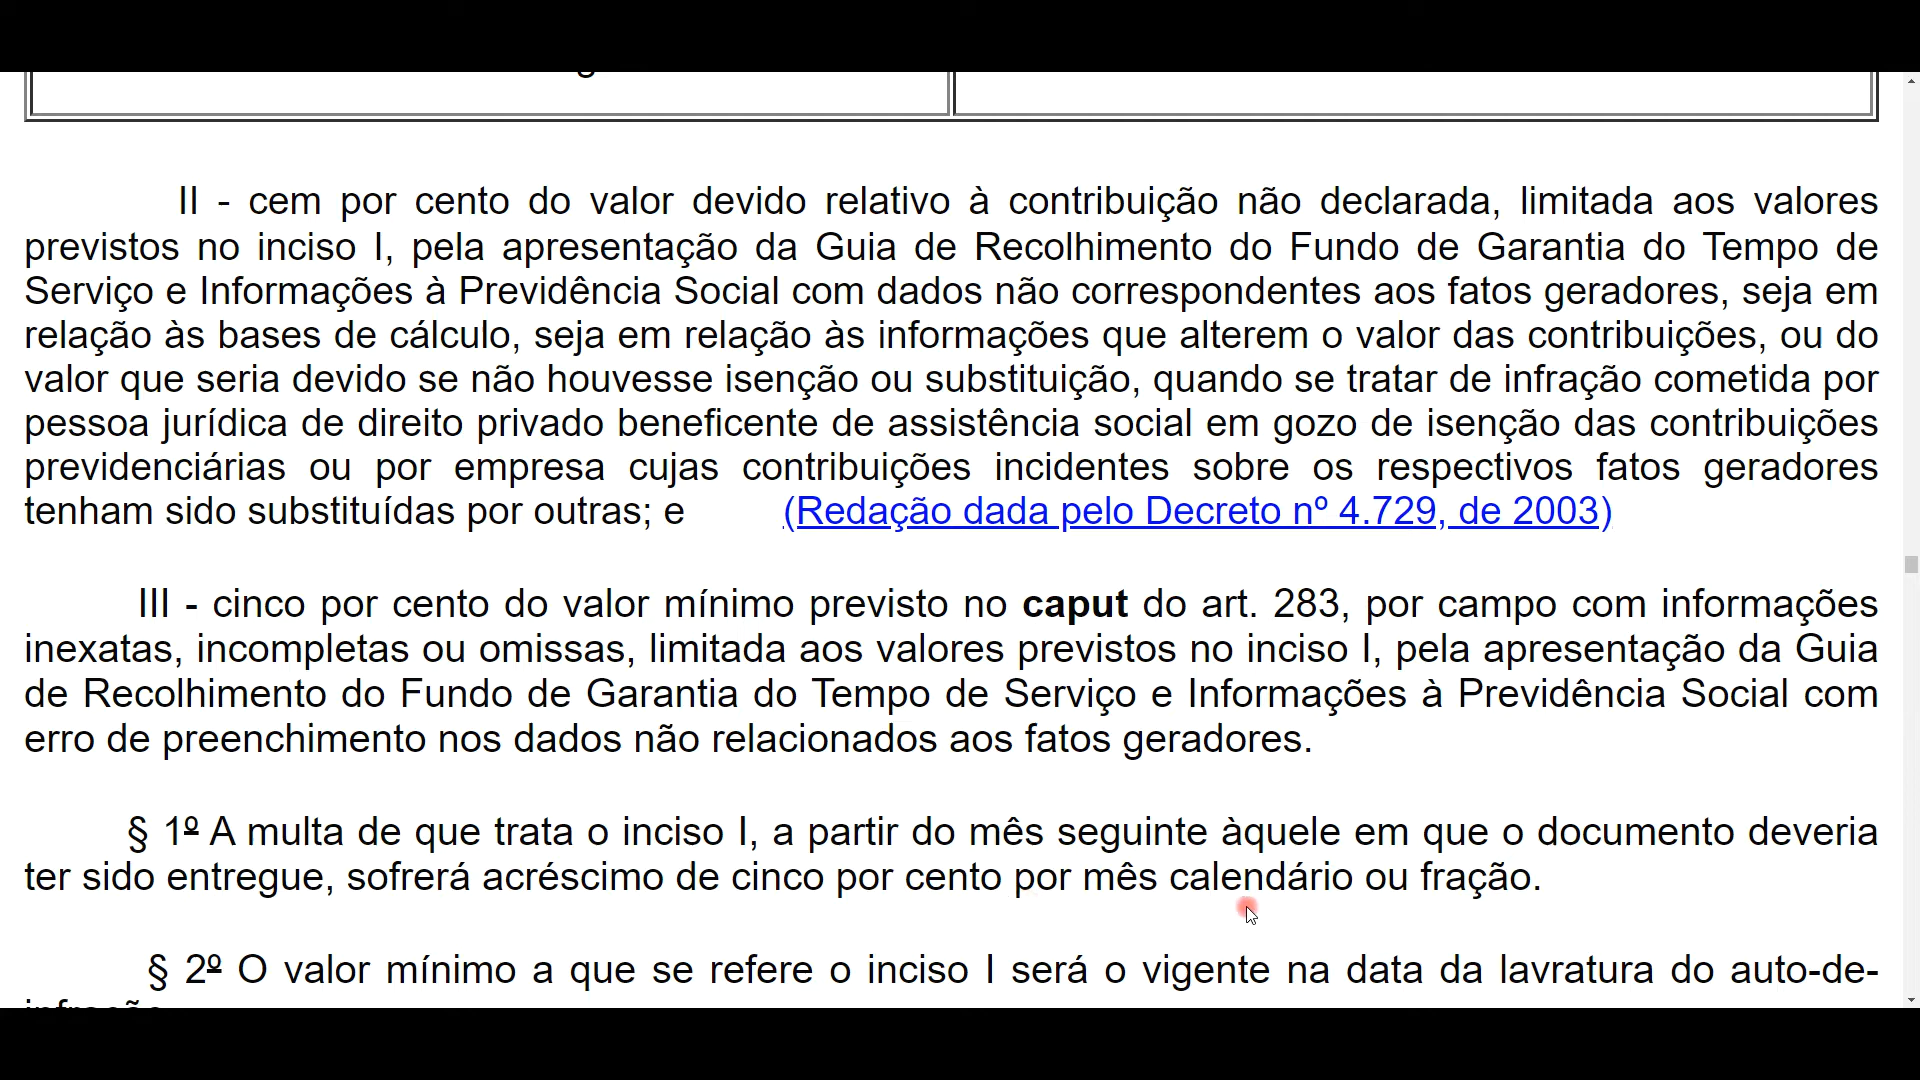 II - cem por cento do valor devido relativo à contribuição não declarada, limitada aos valores
previstos no inciso I, pela apresentação da Guia de Recolhimento do Fundo de Garantia do Tempo de
Serviço e Informações à Previdência Social com dados não correspondentes aos fatos geradores, seja em
relação às bases de cálculo, seja em relação às informações que alterem o valor das contribuições, ou do
valor que seria devido se não houvesse isenção ou substituição, quando se tratar de infração cometida por
pessoa jurídica de direito privado beneficente de assistência social em gozo de isenção das contribuições
previdenciárias ou por empresa cujas contribuições incidentes sobre os respectivos fatos geradores
tenham sido substituídas por outras; e (Redação dada pelo Decreto nº 4.729, de 2003)
III - cinco por cento do valor mínimo previsto no caput do art. 283, por campo com informações
inexatas, incompletas ou omissas, limitada aos valores previstos no inciso I, pela apresentação da Guia
de Recolhimento do Fundo de Garantia do Tempo de Serviço e Informações à Previdência Social com
erro de preenchimento nos dados não relacionados aos fatos geradores.
§ 1º A multa de que trata o inciso I, a partir do mês seguinte àquele em que o documento deveria
ter sido entregue, sofrerá acréscimo de cinco por cento por mês calendário ou fração.
§ 2º O valor mínimo a que se refere o inciso I será o vigente na data da lavratura do auto-de-